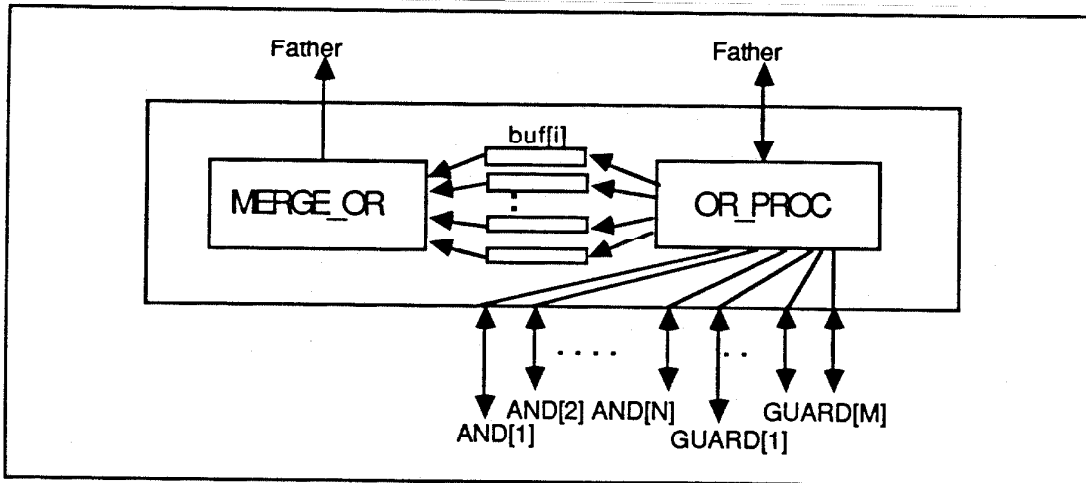 Father Father
buf[i]
MERGE_OR OR_PROC
AND[2] AND[N] GUARD[M]
AND[1] GUARD[1]